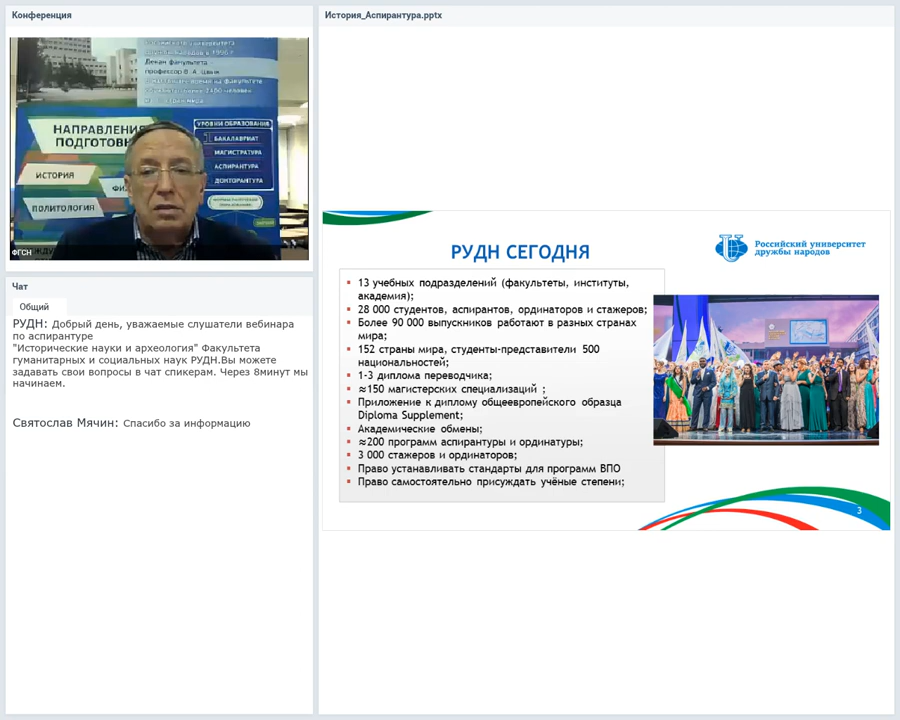 Конференция
История_Аспирантура.pptx
Декан факультета -
профессор В. А. Цвык
НАПРАВЛЕНИЯ
ПОДГОТОВ
ИСТОРИЯ
ПОЛИТОЛОГИЯ
УРОВНИ ОБРАЗОВАНИЯ
БАКАЛАВРИАТ
МАГИСТРАТУРА
АСПИРАНТУРА
ДОКТОРАНТУРА
ФГСН
Чат
Общий
РУДН: Добрый день, уважаемые слушатели вебинара
по аспирантуре
"Исторические науки и археология" Факультета
гуманитарных и социальных наук РУДН.Вы можете
задавать свои вопросы в чат спикерам. Через 8минут мы
начинаем.
Святослав Мячин: Спасибо за информацию
РУДН СЕГОДНЯ
Российский университет
дружбы народов
13 учебных подразделений (факультеты, институты,
академия);
28 000 студентов, аспирантов, ординаторов и стажеров;
Более 90 000 выпускников работают в разных странах
мира;
152 страны мира, студенты-представители 500
национальностей;
1-3 диплома переводчика;
≈150 магистерских специализаций ;
Приложение к диплому общеевропейского образца
Diploma Supplement;
Академические обмены;
≈200 программ аспирантуры и ординатуры;
3 000 стажеров и ординаторов;
Право устанавливать стандарты для программ ВПО
Право самостоятельно присуждать учёные степени;
3